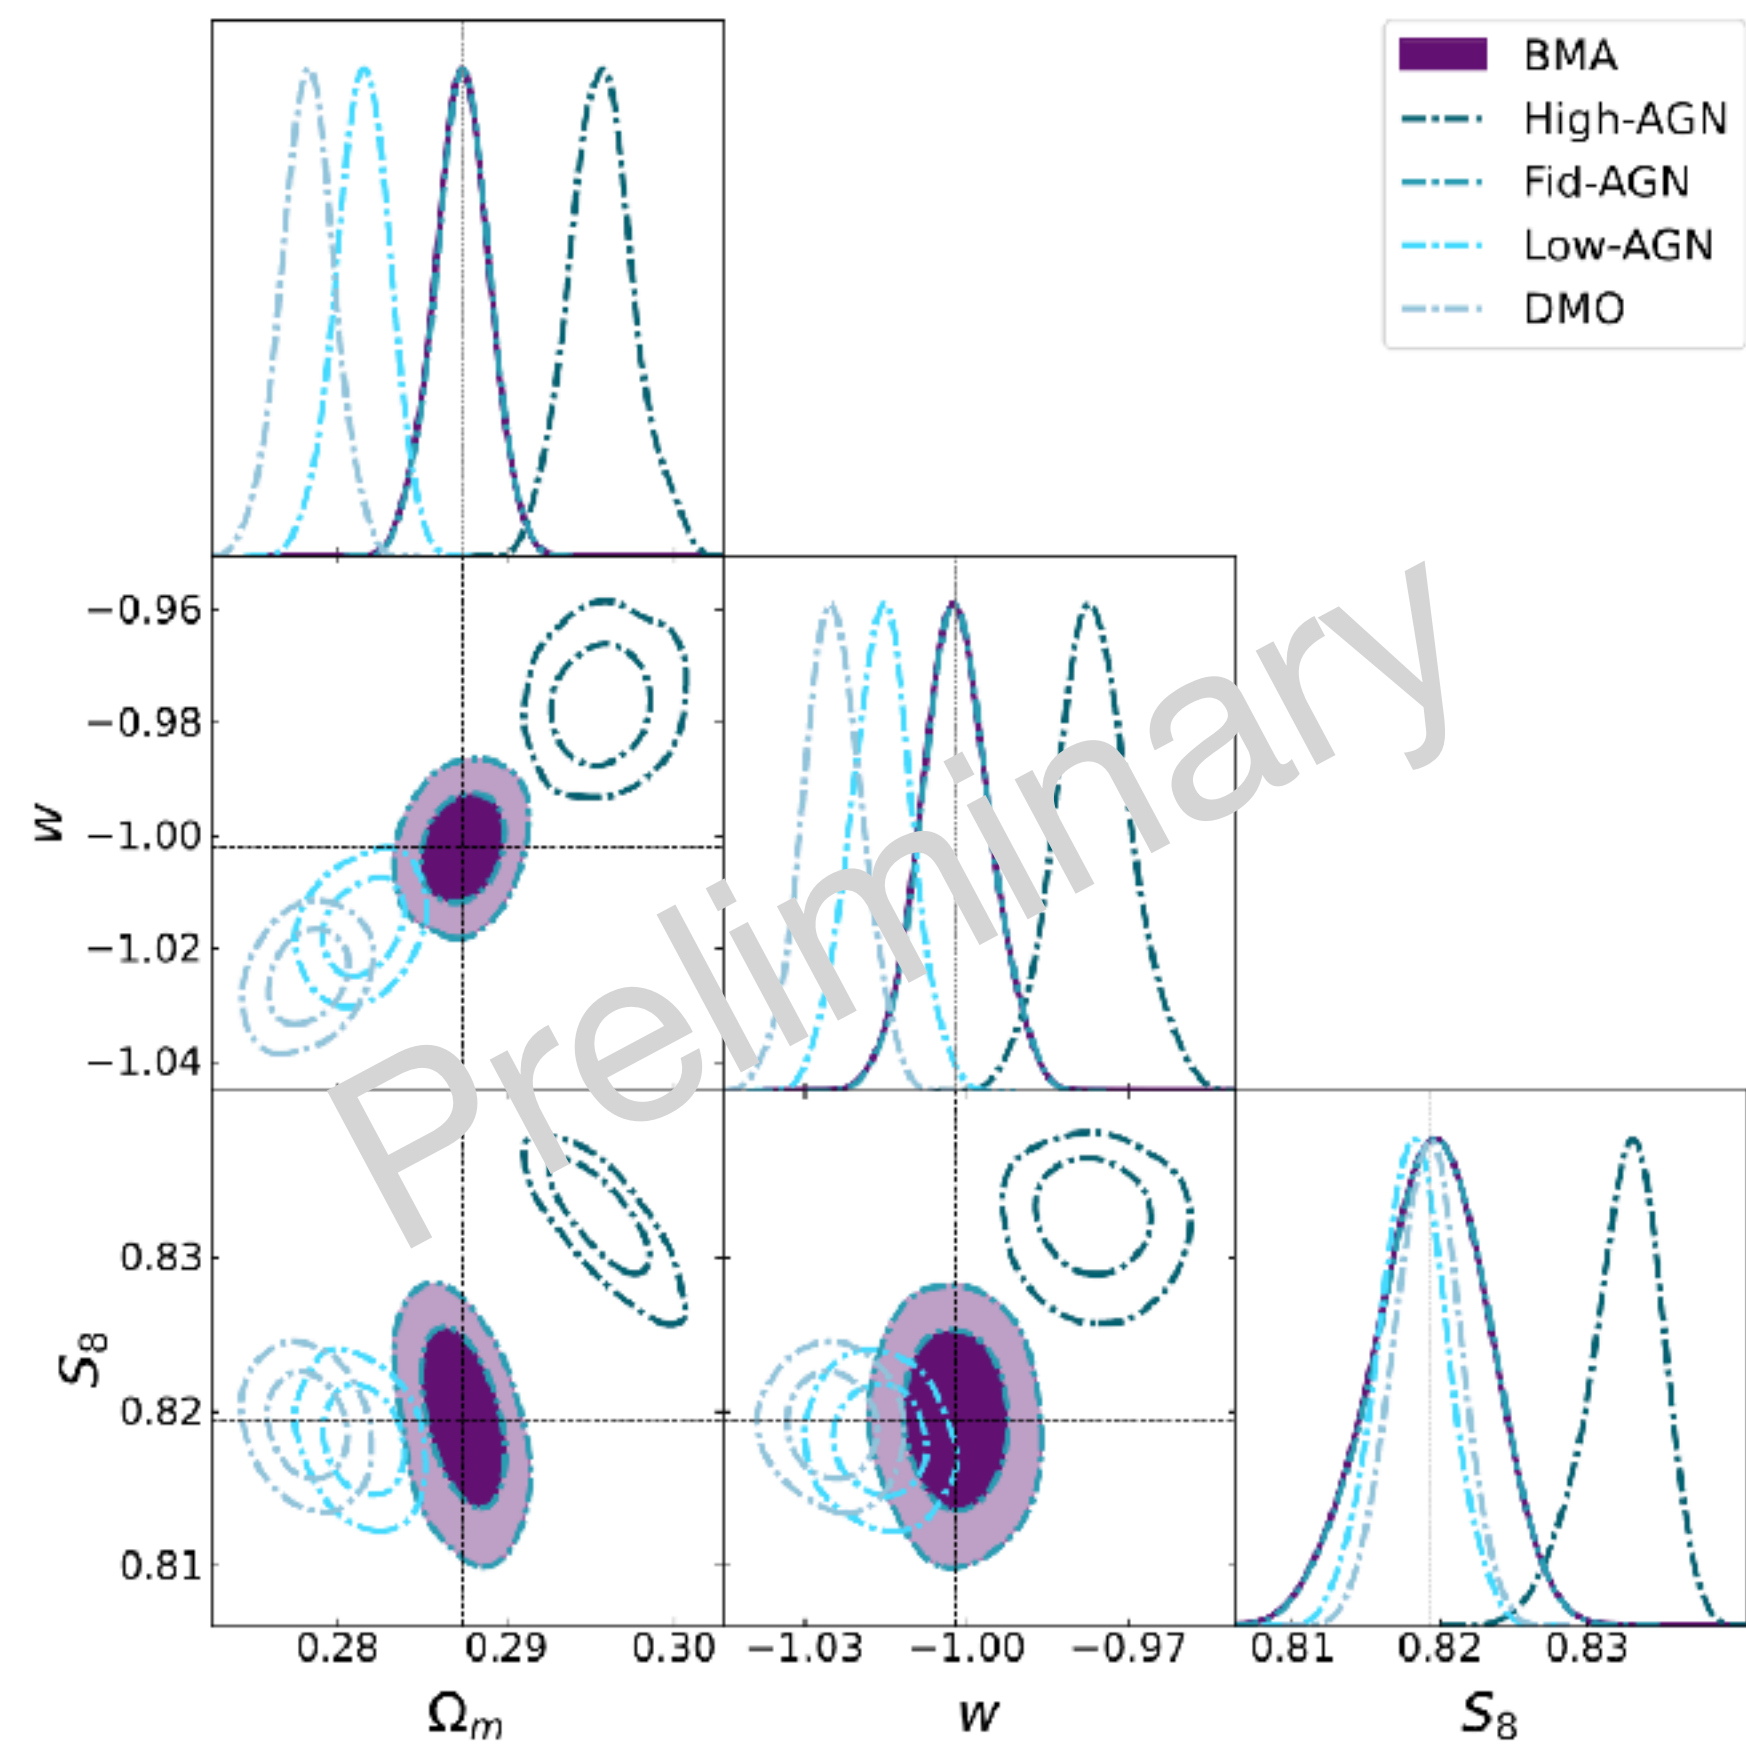 BMA
High-AGN
Fid-AGN
Low-AGN
DMO
−0.96
−0.98
−1.00
−1.02
−1.04
w
Preliminary
0.83
0.82
0.81
S8
0.28 0.29 0.30 −1.03 −1.00 −0.97 0.81 0.82 0.83
Ωm w S8